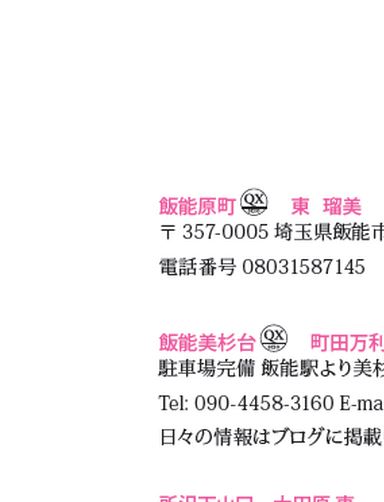 飯能原町 QX 東 瑠美
〒 357-0005 埼玉県飯能市
電話番号 08031587145
飯能美杉台 QX 町田万利
駐車場完備 飯能駅より美杉
Tel: 090-4458-3160 E-ma
日々の情報はブログに掲載